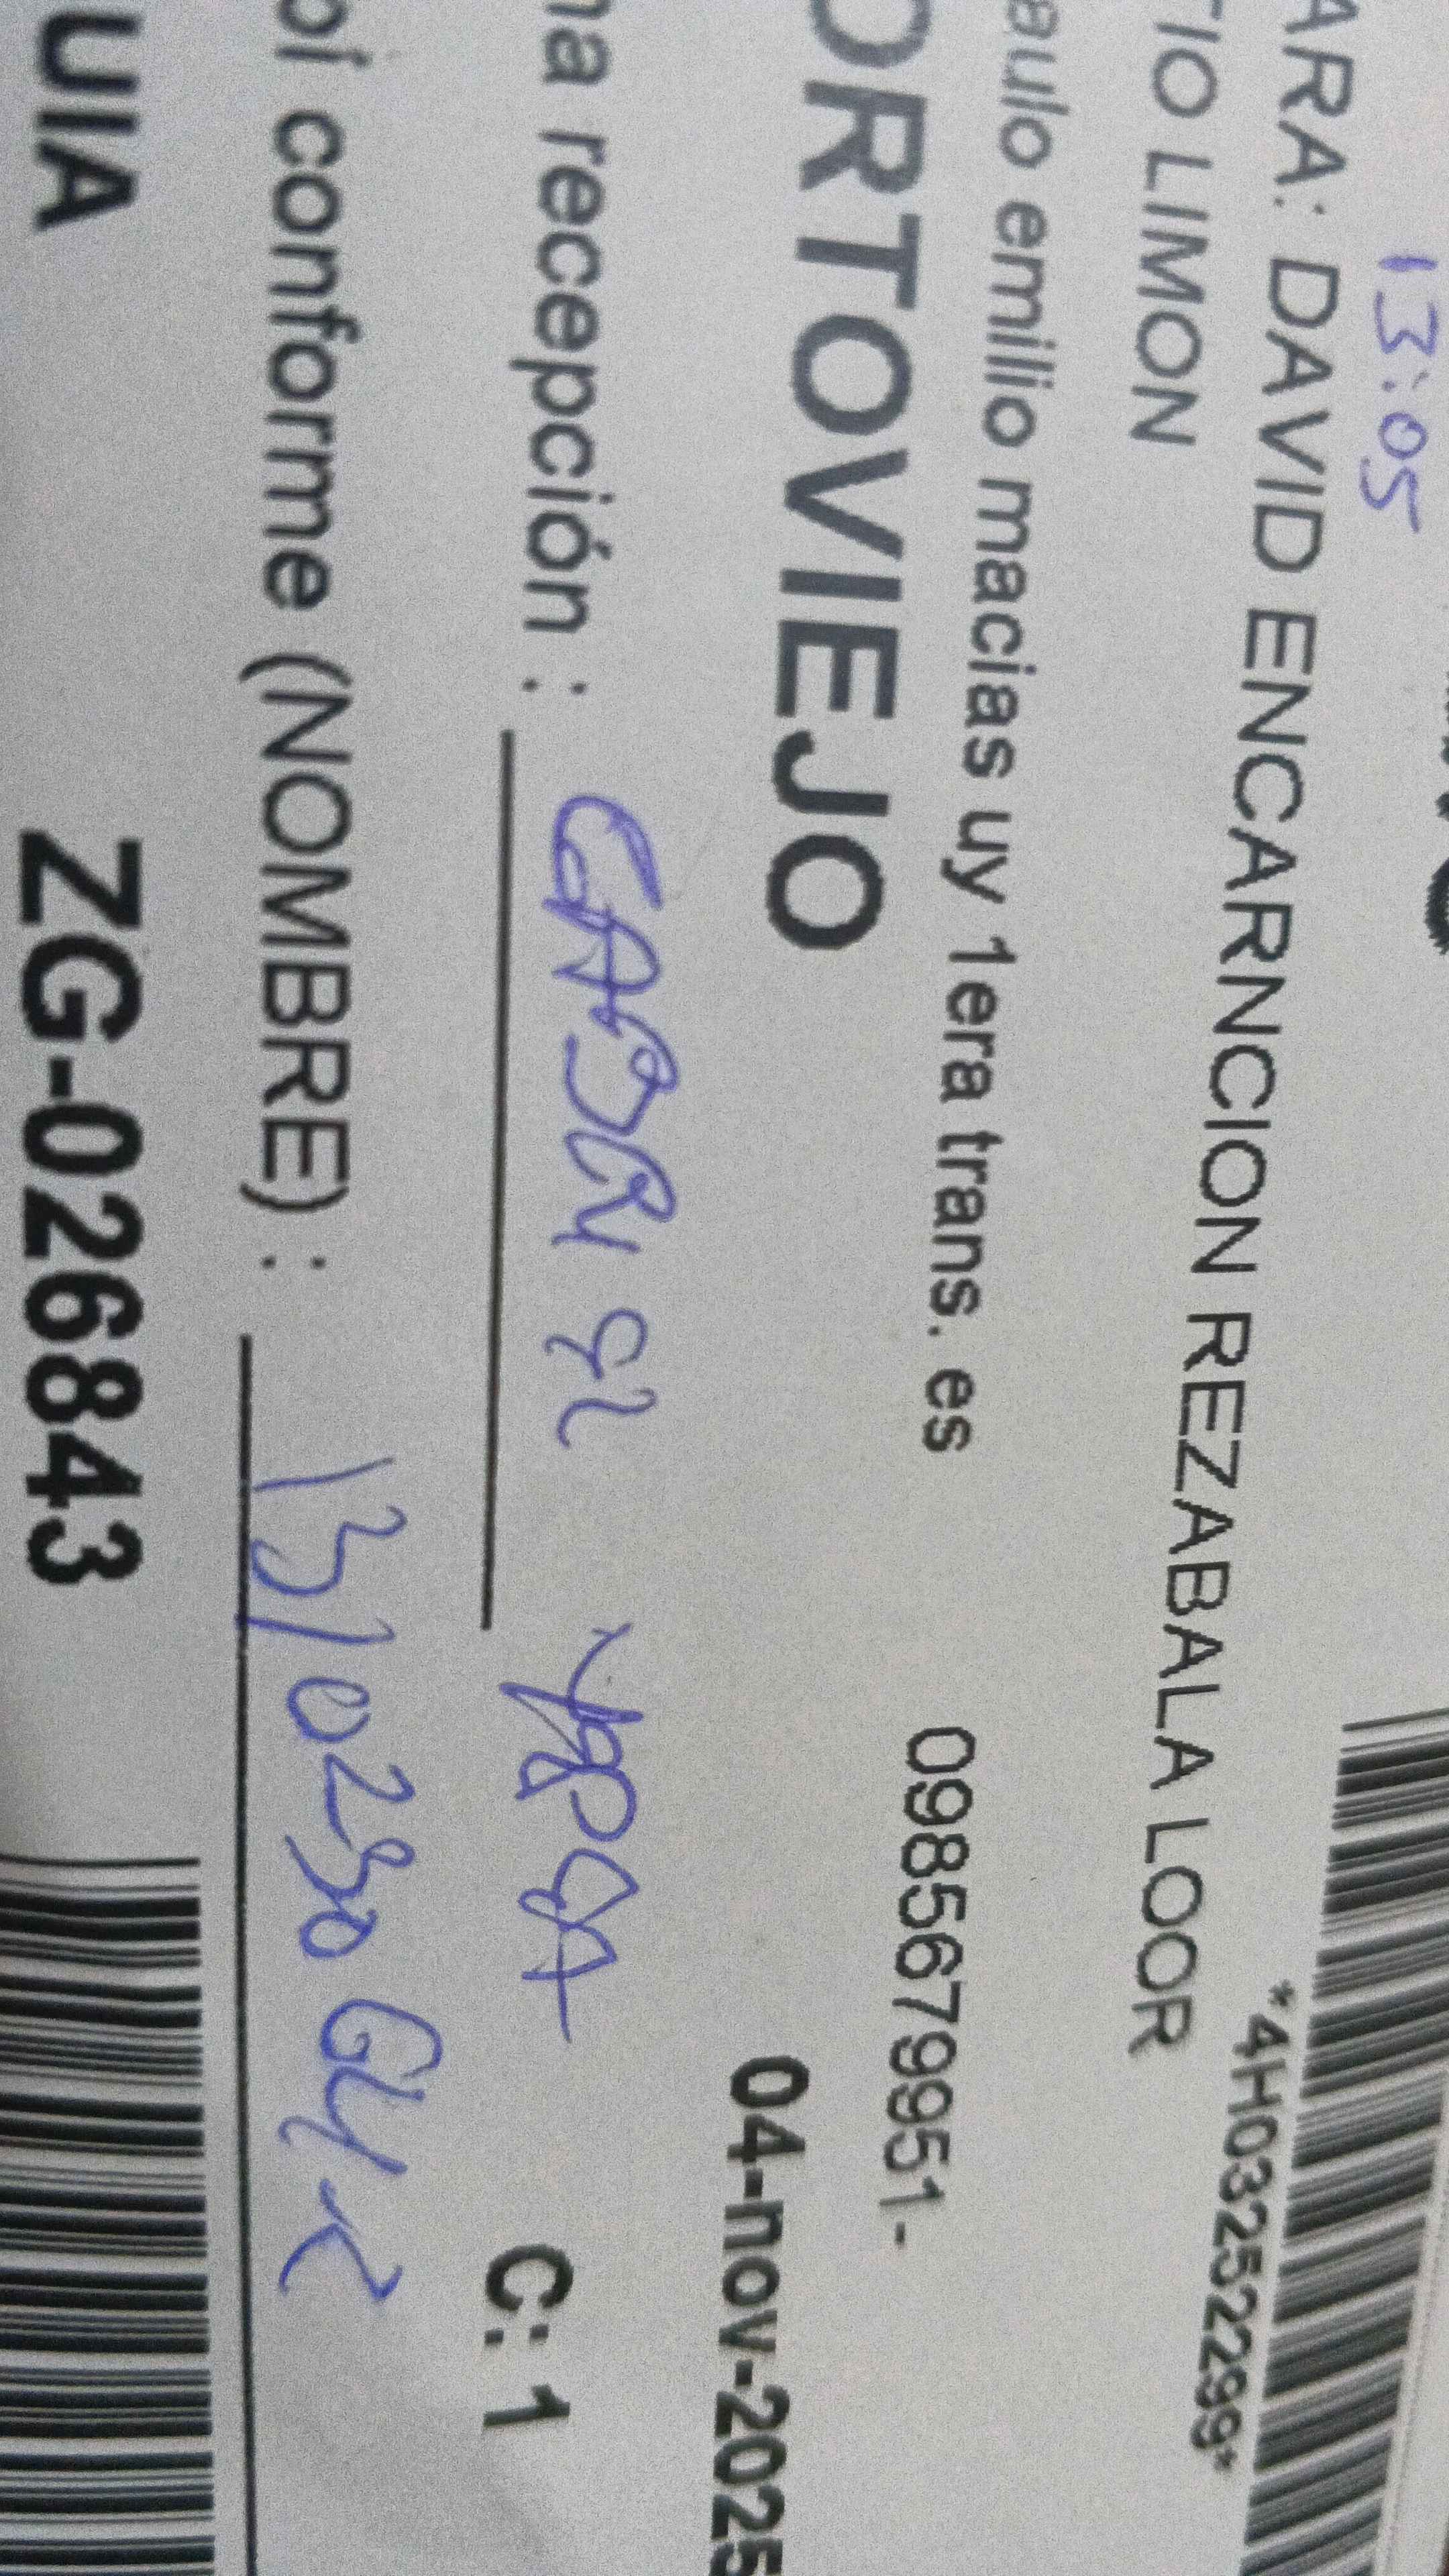 13:05
ARA: DAVID ENCARNCION REZABALA LOOR
*4H03252299*
TIO LIMON
aulo emilio macias uy 1era trans. es 0985679951-
ORTOVIEJO 04-nov-2025
na recepción : C: 1
bí conforme (NOMBRE) :
UIA ZG-026843